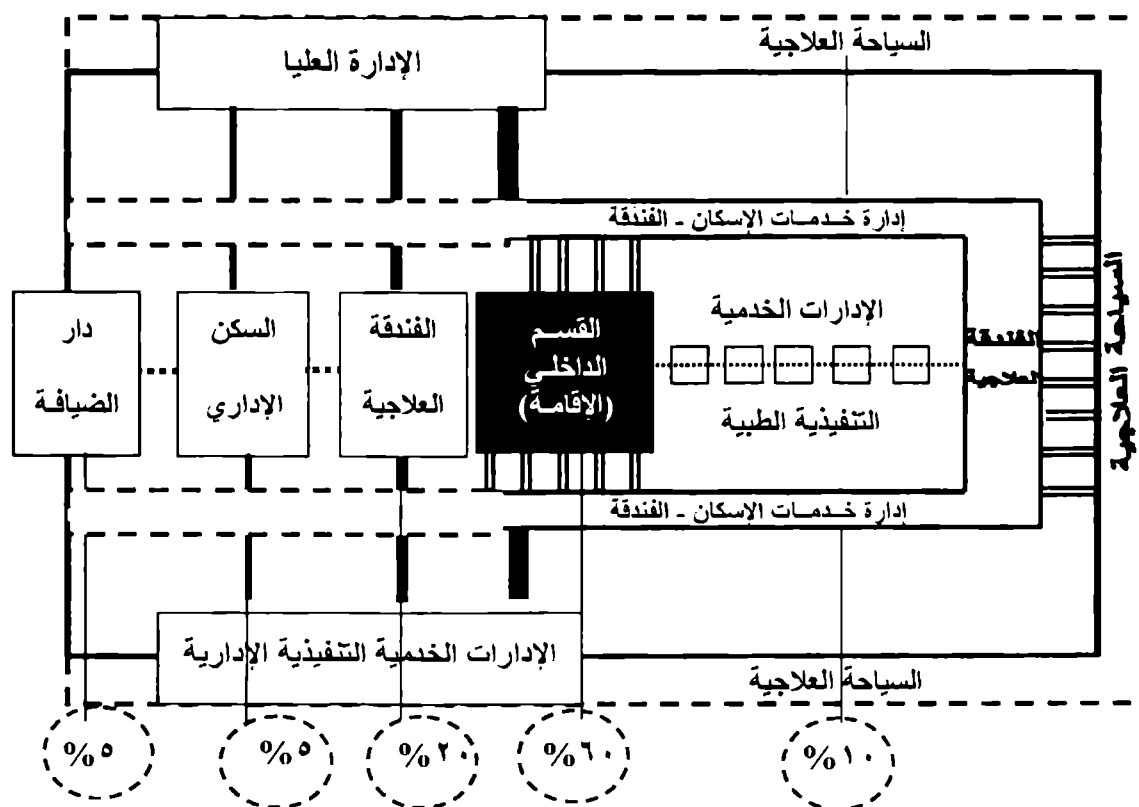 السياحة العلاجية
الإدارة العليا
إدارة خدمات الإسكان - الفندقة
السياحة العلاجية
الفندقة
العلاجية
الإدارات الخدمية
التنفيذية الطبية
القسم
الداخلي
(الإقامة)
الفندقة
العلاجية
السكن
الإداري
دار
الضيافة
إدارة خدمات الإسكان - الفندقة
الإدارات الخدمية التنفيذية الإدارية
السياحة العلاجية
%١٠
%٦٠
%٢٠
%٥
%٥